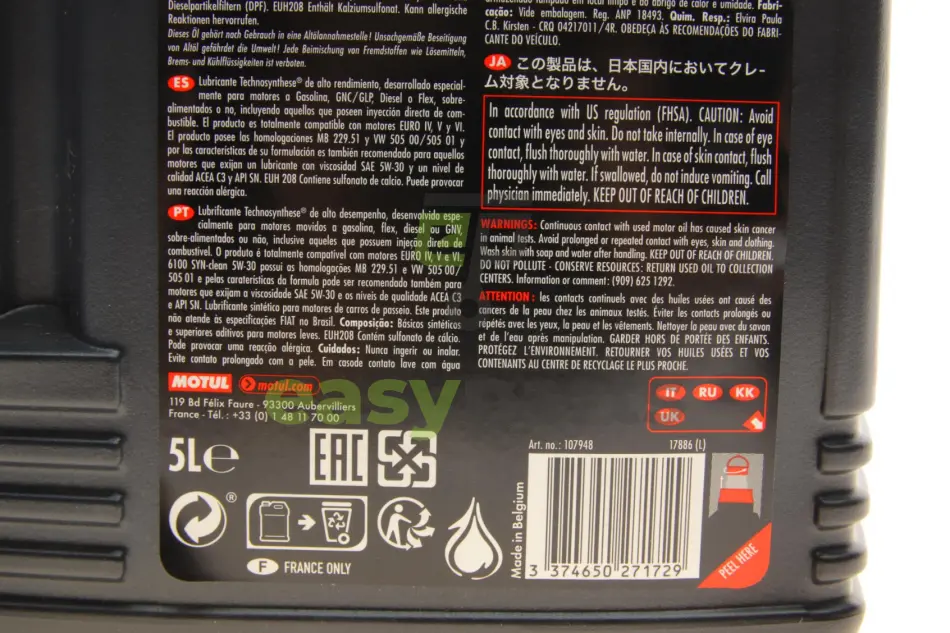 Dieselpartikelfiltern (DPF). EUH208 Enthält Kalziumsulfonat. Kann allergische
Reaktionen hervorrufen.
Dieses Öl gehört nach Gebrauch in eine Altölannahmestelle! Unsachgemäße Beseitigung
von Altöl gefährdet die Umwelt! Jede Beimischung von Fremdstoffen wie Lösemitteln,
Brems- und Kühlflüssigkeiten ist verboten.
ES Lubricante Technosynthese® de alto rendimiento, desarrollado especial-
mente para motores a Gasolina, GNC/GLP, Diesel o Flex, sobre-
alimentados o no, incluyendo aquellos que poseen inyección directa de com-
bustible. El producto es totalmente compatible con motores EURO IV, V y VI.
El producto posee las homologaciones MB 229.51 y VW 505 00/505 01 y
por las características de su formulación es también recomendado para aquellos
motores que exijan un lubricante con viscosidad SAE 5W-30 y un nivel de
calidad ACEA C3 y API SN. EUH 208 Contiene sulfonato de calcio. Puede provocar
una reacción alérgica.
PT Lubrificante Technosynthese® de alto desempenho, desenvolvido espe-
cialmente para motores movidos a gasolina, flex, diesel ou GNV,
sobre-alimentados ou não, inclusive aqueles que possuem injeção direta de
combustível. O produto é totalmente compatível com motores EURO IV, V e VI.
6100 SYN-clean 5W-30 possui as homologações MB 229.51 e VW 505 00/
505 01 e pelas caraterísticas da formula pode ser recomendado também para
motores que exijam a viscosidade SAE 5W-30 e os níveis de qualidade ACEA C3
e API SN. Lubrificante sintético para motores de carros de passeio. Este produto
não atende às especificações FIAT no Brasil. Composição: Básicos sintéticos
e superiores aditivos para motores leves. EUH208 Contém sulfonato de calcio.
Pode provocar uma reacção alérgica. Cuidados: Nunca ingerir ou inalar.
Evite contato prolongado com a pele. Em casode contato lave com água
MOTUL motul.com
119 Bd Félix Faure - 93300 Aubervilliers
France - Tél. : +33 (0) 1 48 11 70 00
5L℮
EAC
®
F FRANCE ONLY
armazenado tampado em local limpo e ao abrigo de calor e umidade. Fabri-
cação: Vide embalagem. Reg. ANP 18493. Quim. Resp.: Elvira Paula
C.B. Kirsten - CRQ 04217011/4R. OBEDEÇA ÀS RECOMENDAÇÕES DO FABRI-
CANTE DO VEÍCULO.
JA この製品は、日本国内においてクレー
ム対象となりません。
In accordance with US regulation (FHSA). CAUTION: Avoid
contact with eyes and skin. Do not take internally. In case of eye
contact, flush thoroughly with water. In case of skin contact, flush
thoroughly with water. If swallowed, do not induce vomiting. Call
physician immediately. KEEP OUT OF REACH OF CHILDREN.
WARNINGS: Continuous contact with used motor oil has caused skin cancer
in animal tests. Avoid prolonged or repeated contact with eyes, skin and clothing.
Wash skin with soap and water after handling. KEEP OUT OF REACH OF CHILDREN.
DO NOT POLLUTE - CONSERVE RESOURCES: RETURN USED OIL TO COLLECTION
CENTERS. Information or comment: (909) 625 1292.
ATTENTION : les contacts continuels avec des huiles usées ont causé des
cancers de la peau chez les animaux testés. Éviter les contacts prolongés ou
répétés avec les yeux, la peau et les vêtements. Nettoyer la peau avec du savon
et de l'eau après manipulation. GARDER HORS DE PORTÉE DES ENFANTS.
PROTÉGEZ L'ENVIRONNEMENT. RETOURNER VOS HUILES USÉES ET VOS
CONTENANTS AU CENTRE DE RECYCLAGE LE PLUS PROCHE.
IT RU KK
UK
Art. no.: 107948 17886 (L)
Made in Belgium
3 374650 271729
PEEL HERE
easy